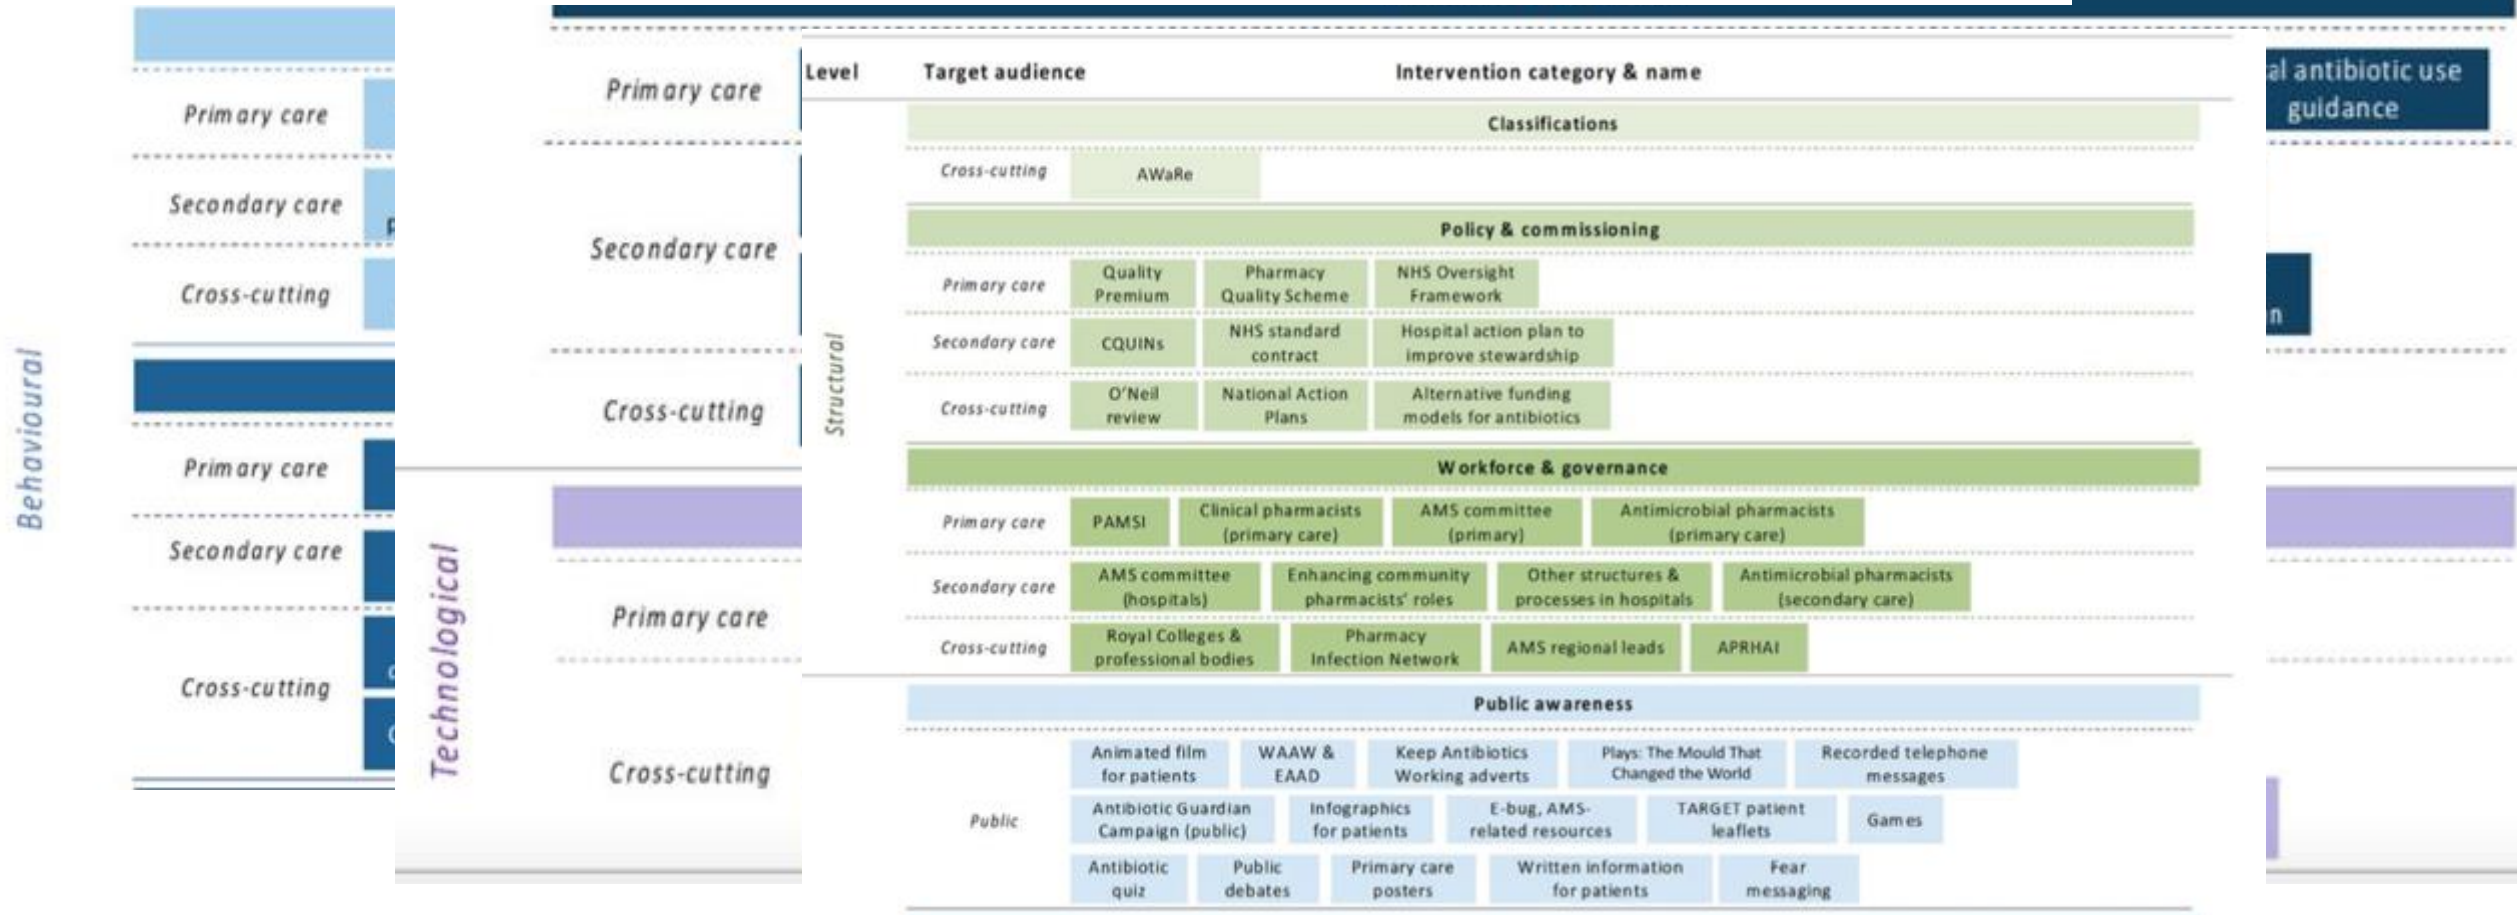 Behavioural
Primary care
Secondary care
Cross-cutting
Primary care
Secondary care
Cross-cutting
Technological
Primary care
Secondary care
Cross-cutting
Primary care
Cross-cutting
Level Target audience Intervention category & name
Structural
Classifications
Cross-cutting AWaRe
Policy & commissioning
Primary care
Quality Premium
Pharmacy Quality Scheme
NHS Oversight Framework
Secondary care
CQUINs
NHS standard contract
Hospital action plan to improve stewardship
Cross-cutting
O'Neil review
National Action Plans
Alternative funding models for antibiotics
Workforce & governance
Primary care
PAMSI
Clinical pharmacists (primary care)
AMS committee (primary)
Antimicrobial pharmacists (primary care)
Secondary care
AMS committee (hospitals)
Enhancing community pharmacists' roles
Other structures & processes in hospitals
Antimicrobial pharmacists (secondary care)
Cross-cutting
Royal Colleges & professional bodies
Pharmacy Infection Network
AMS regional leads
APRHAI
Public awareness
Public
Animated film for patients
WAAW & EAAD
Keep Antibiotics Working adverts
Plays: The Mould That Changed the World
Recorded telephone messages
Antibiotic Guardian Campaign (public)
Infographics for patients
E-bug, AMS-related resources
TARGET patient leaflets
Games
Antibiotic quiz
Public debates
Primary care posters
Written information for patients
Fear messaging
al antibiotic use
guidance
n